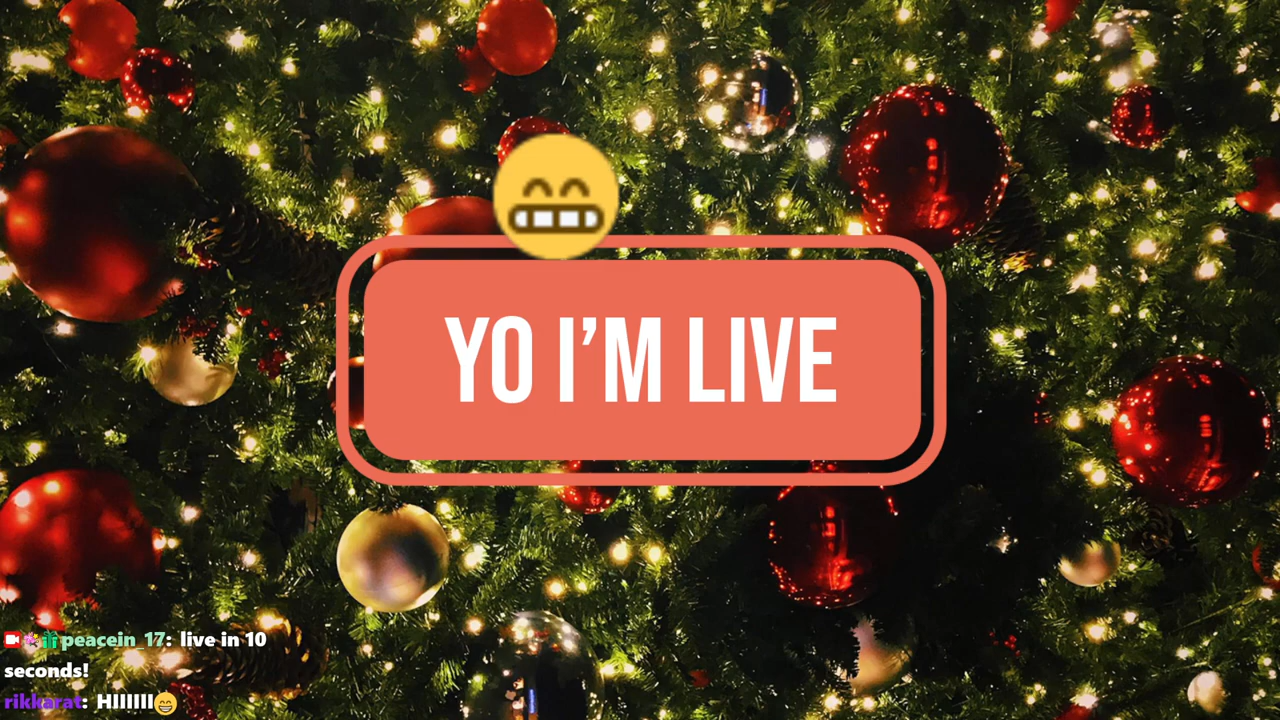 YO I’M LIVE
peacein_17: live in 10
seconds!
rikkarat: HIIIIII😁